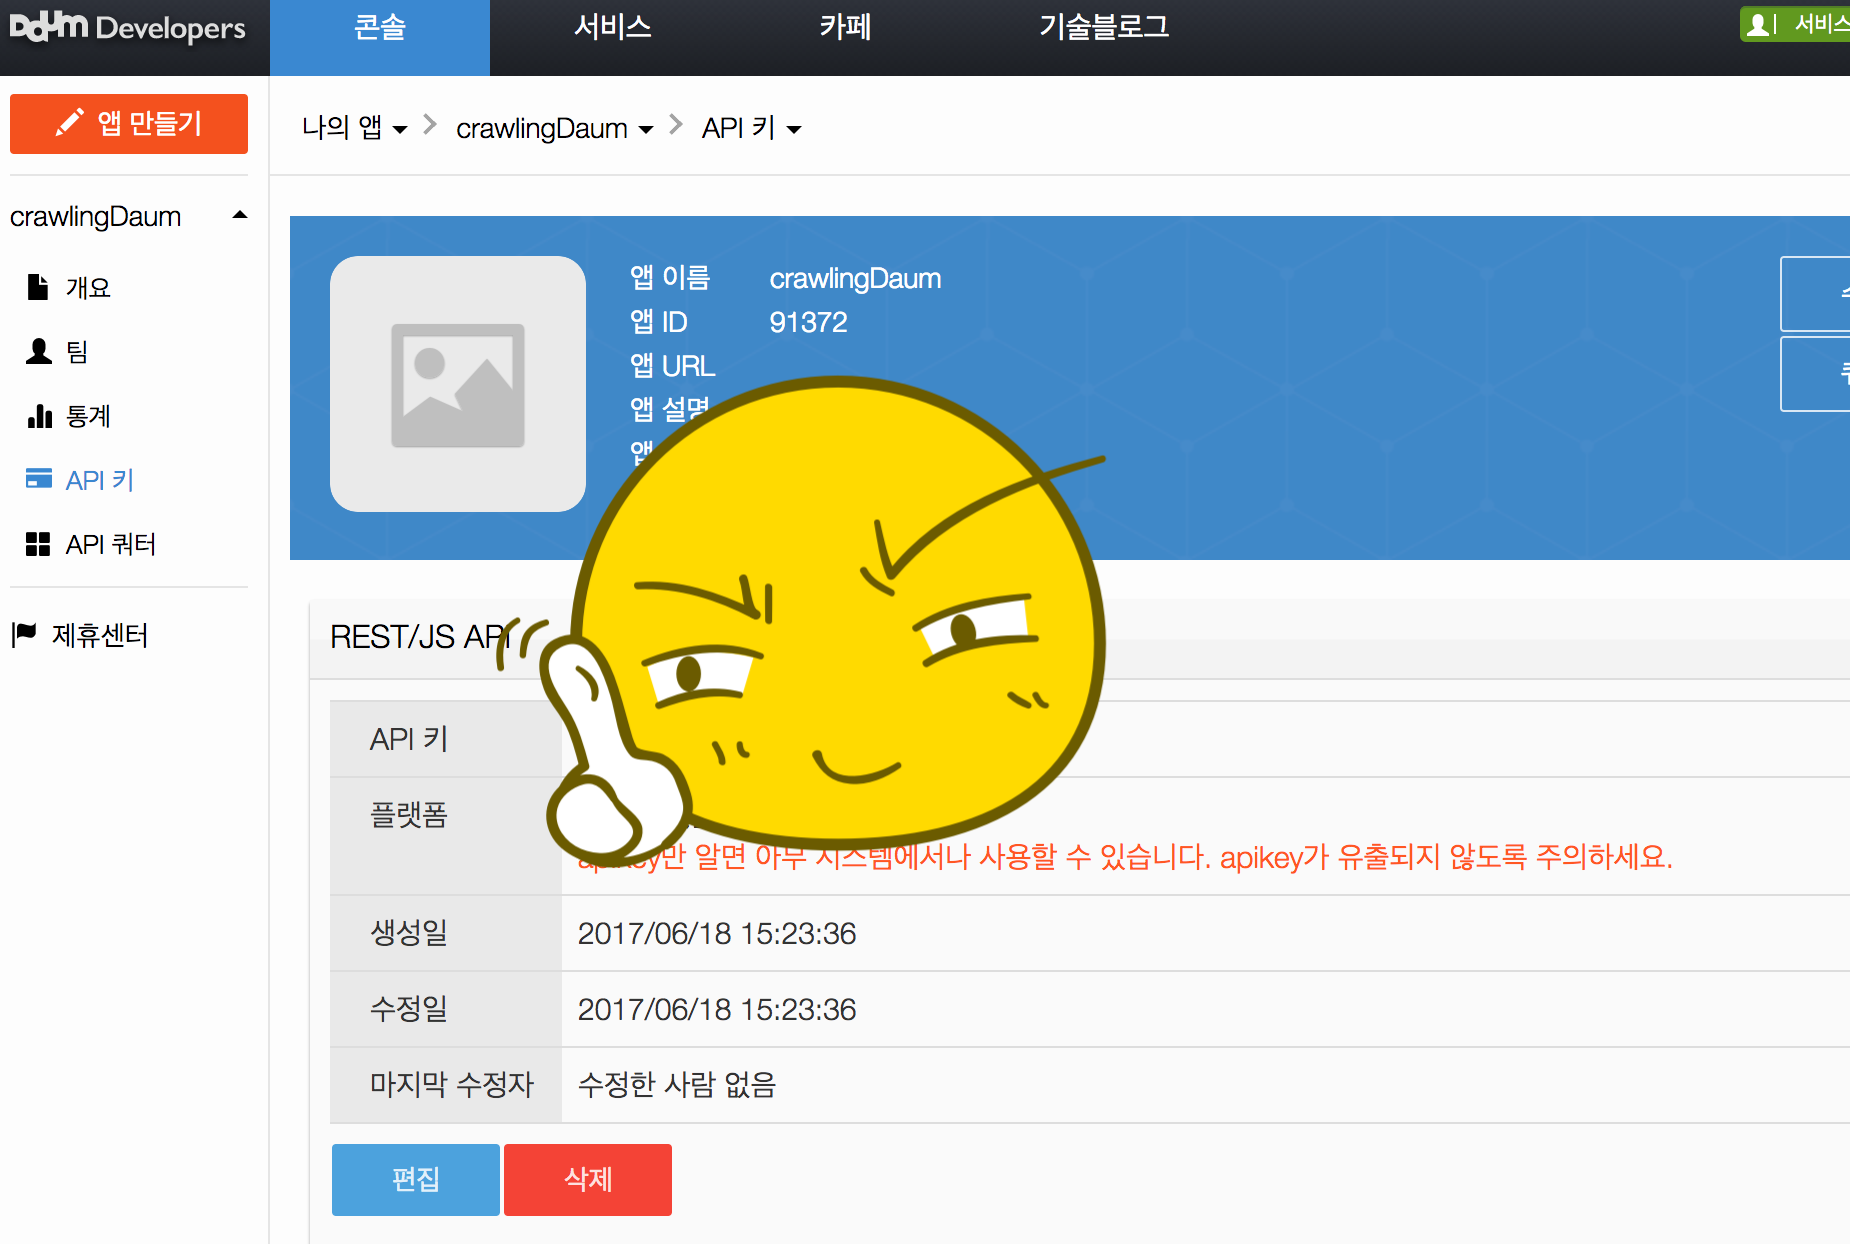 Daum Developers
콘솔
서비스
카페
기술블로그
서비스
앱 만들기
나의 앱
crawlingDaum
API 키
crawlingDaum
개요
팀
통계
API 키
API 쿼터
제휴센터
앱 이름 crawlingDaum
앱 ID 91372
앱 URL
앱 설명
앱
REST/JS API
API 키
플랫폼
만 알면 아무 시스템에서나 사용할 수 있습니다. apikey가 유출되지 않도록 주의하세요.
생성일 2017/06/18 15:23:36
수정일 2017/06/18 15:23:36
마지막 수정자 수정한 사람 없음
편집
삭제